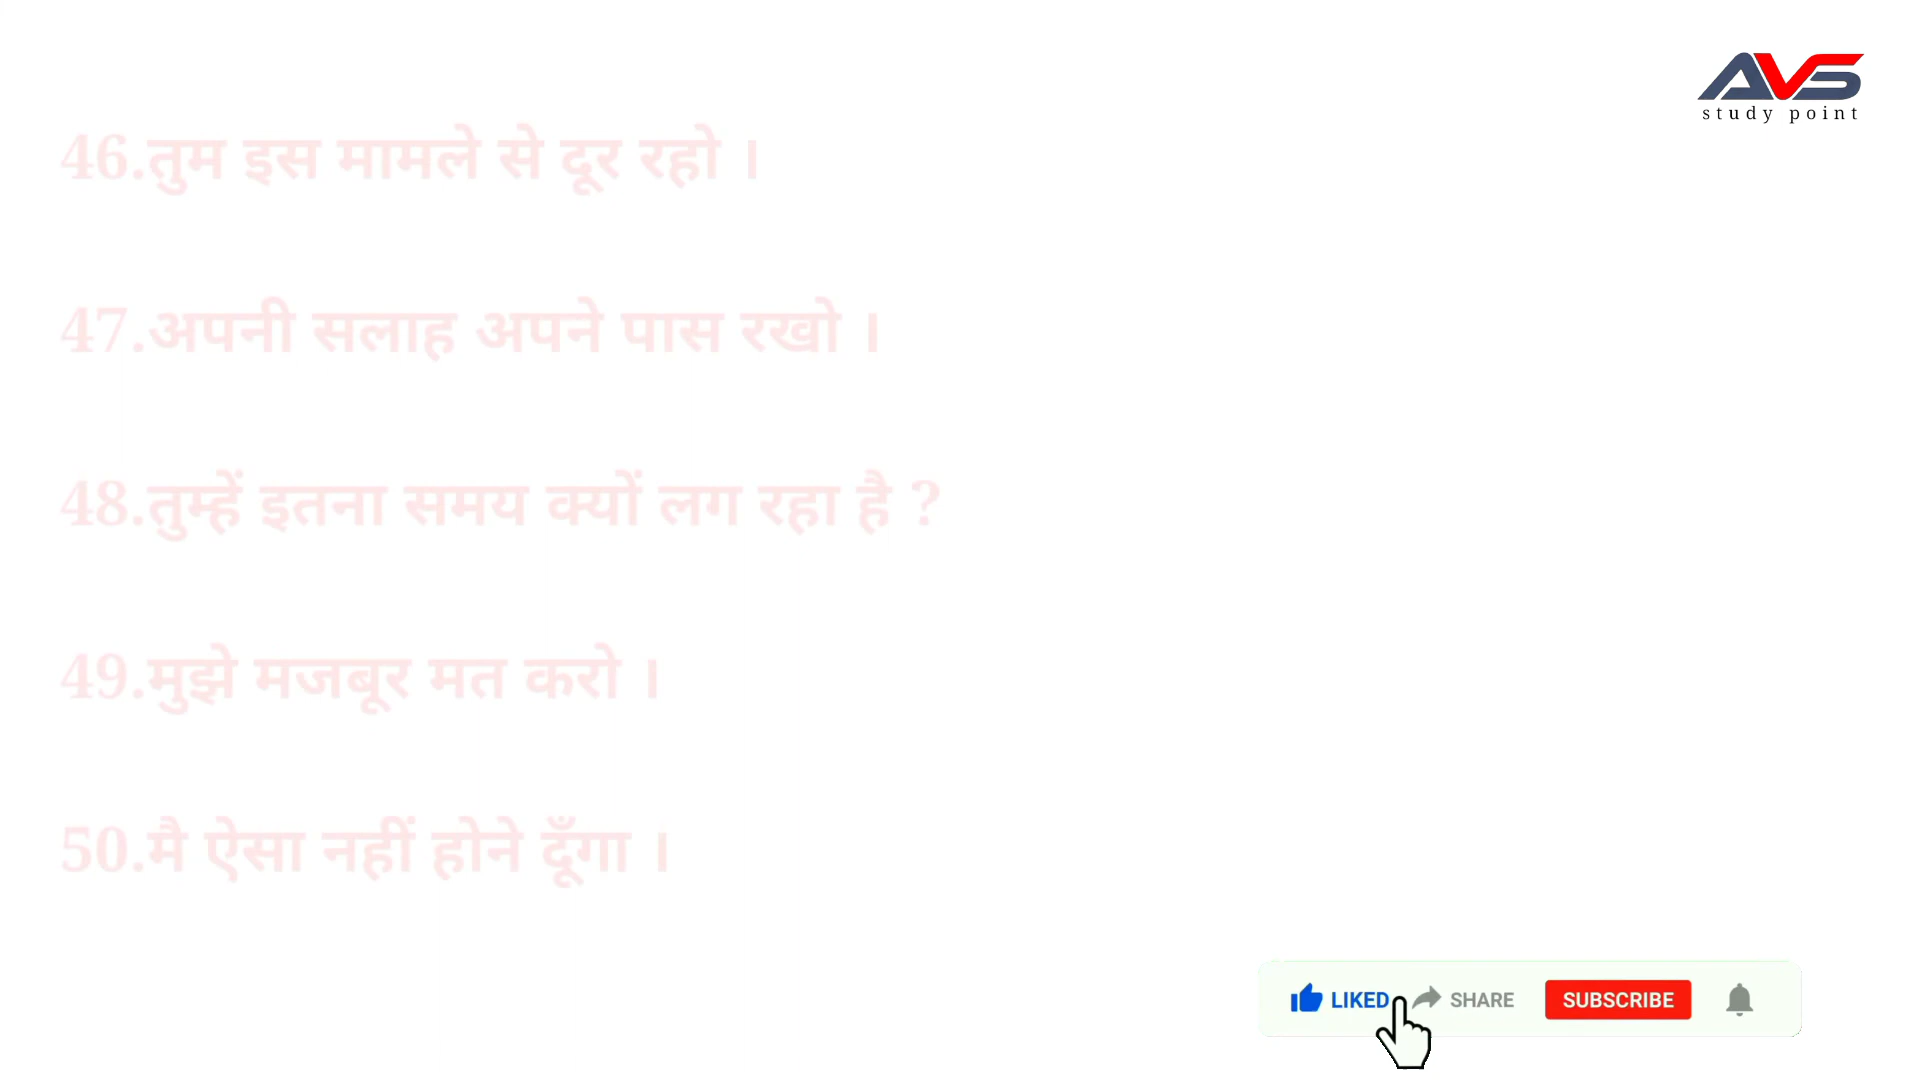 AVS
study point
46.तुम इस मामले से दूर रहो ।
47.अपनी सलाह अपने पास रखो ।
48.तुम्हें इतना समय क्यों लग रहा है ?
49.मुझे मजबूर मत करो ।
50.मै ऐसा नहीं होने दूँगा ।
LIKED SHARE SUBSCRIBE